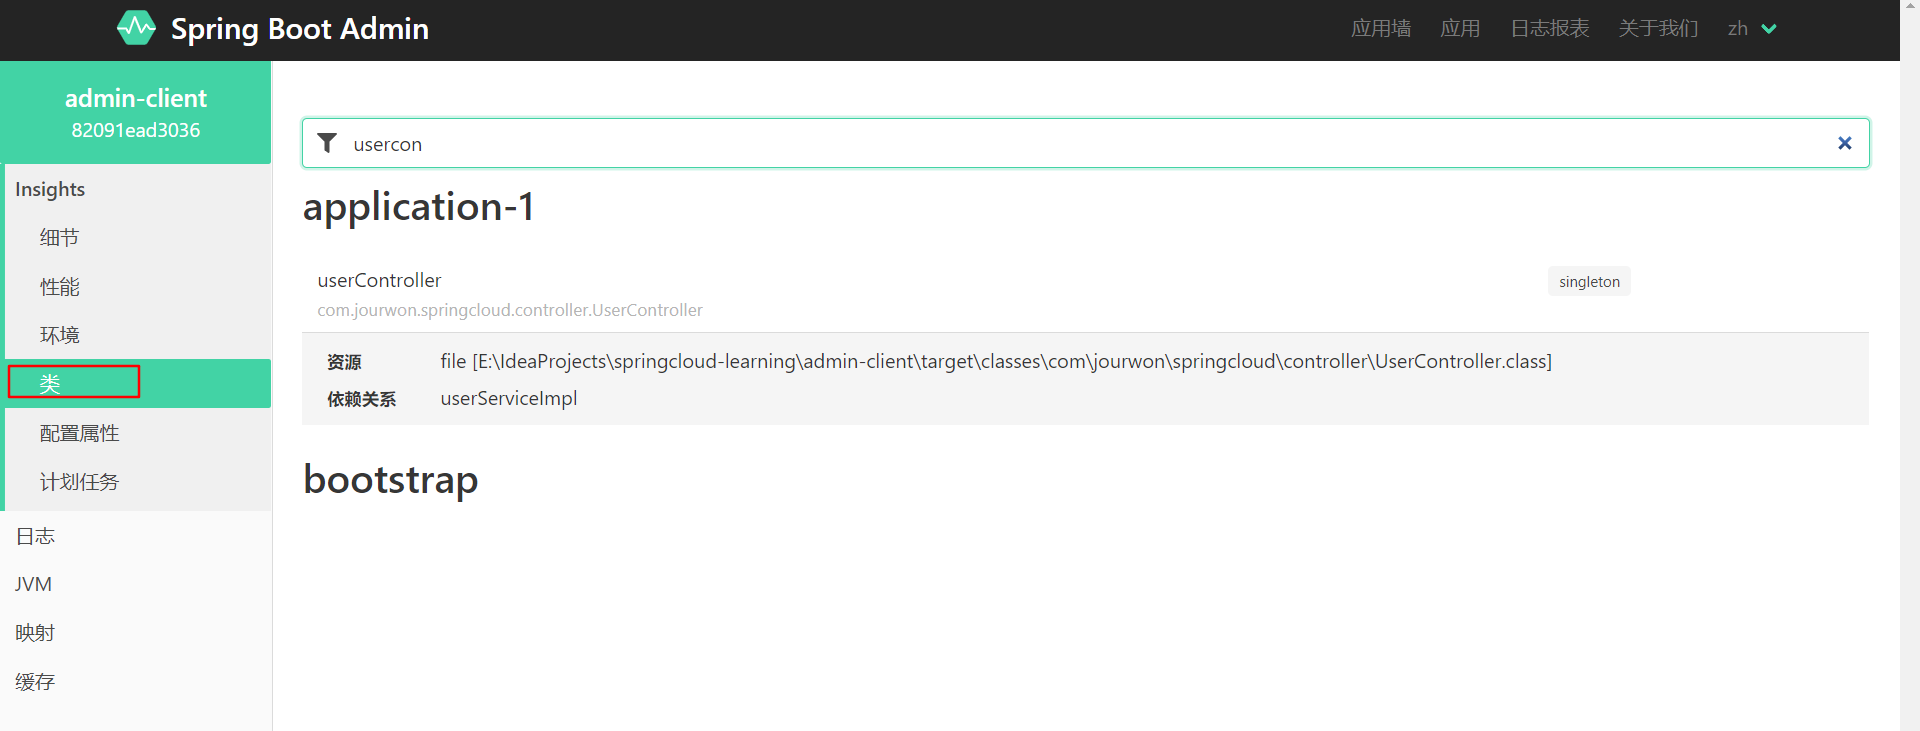 Spring Boot Admin
应用墙 应用 日志报表 关于我们 zh
admin-client
82091ead3036
Insights
细节
性能
环境
类
配置属性
计划任务
日志
JVM
映射
缓存
usercon
application-1
userController singleton
com.jourwon.springcloud.controller.UserController
资源 file [E:\IdeaProjects\springcloud-learning\admin-client\target\classes\com\jourwon\springcloud\controller\UserController.class]
依赖关系 userServiceImpl
bootstrap